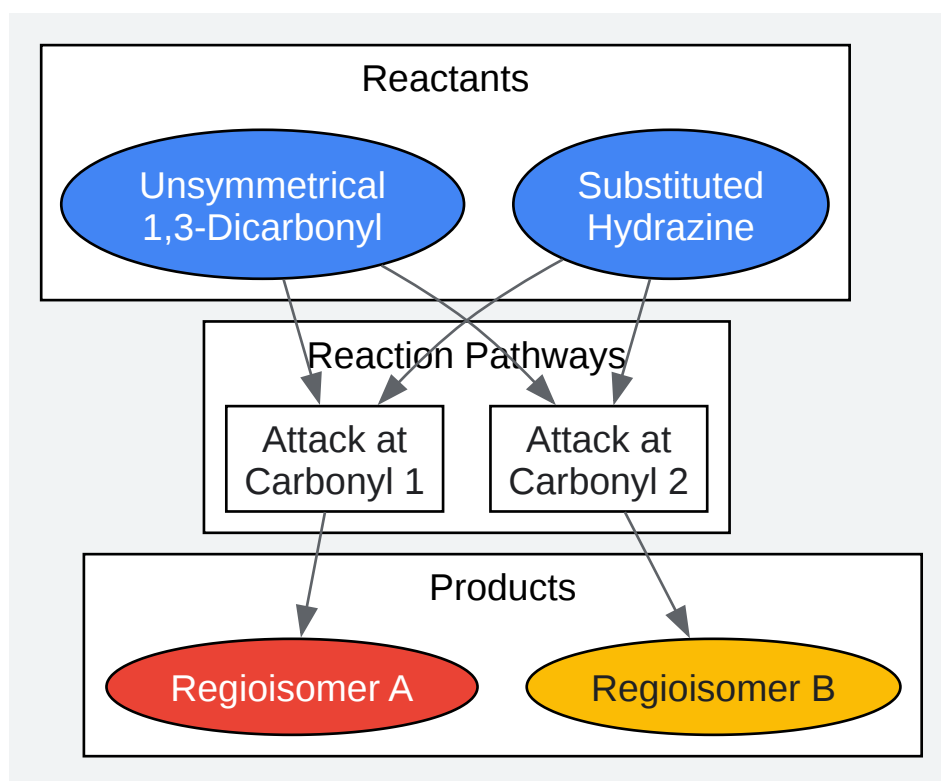 Reactants
Unsymmetrical
1,3-Dicarbonyl
Substituted
Hydrazine
Reaction Pathways
Attack at
Carbonyl 1
Attack at
Carbonyl 2
Products
Regioisomer A
Regioisomer B